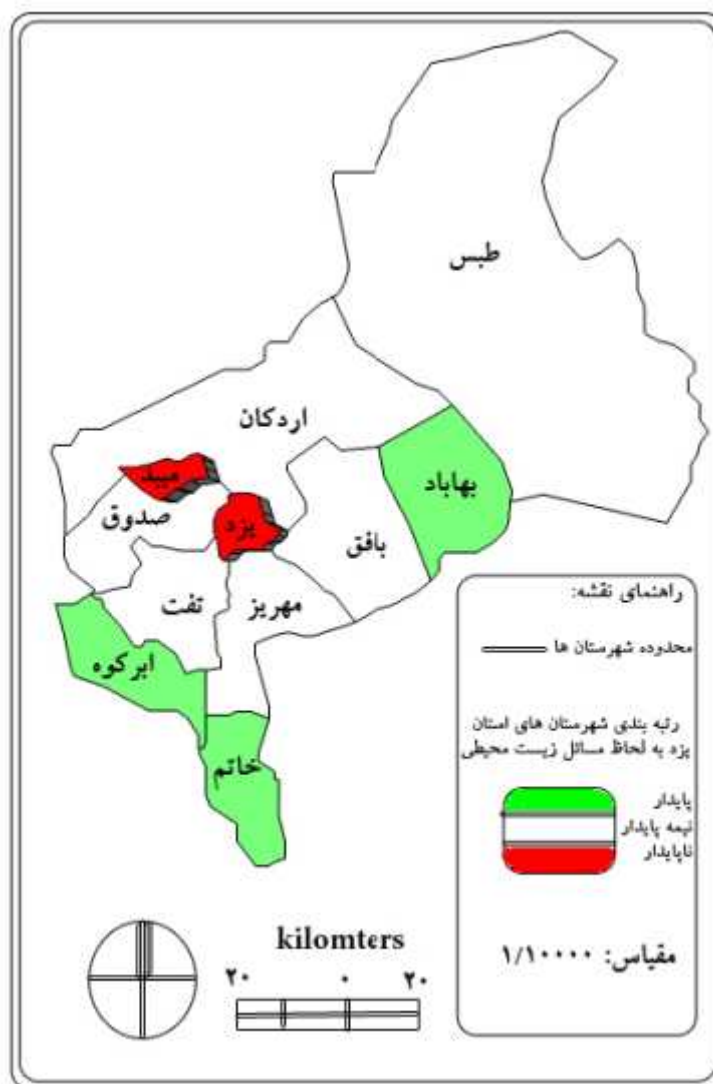 طبس
اردکان
میبد
بهاباد
صدوق
یزد
بافق
تفت
مهریز
ابرکوه
خاتم
راهنمای نقشه:
محدوده شهرستان ها
رتبه بندی شهرستان های استان
یزد به لحاظ مسائل زیست محیطی
پایدار
نیمه پایدار
ناپایدار
مقیاس: ۱/۱۰۰۰۰
kilomters
۲۰ ۰ ۲۰